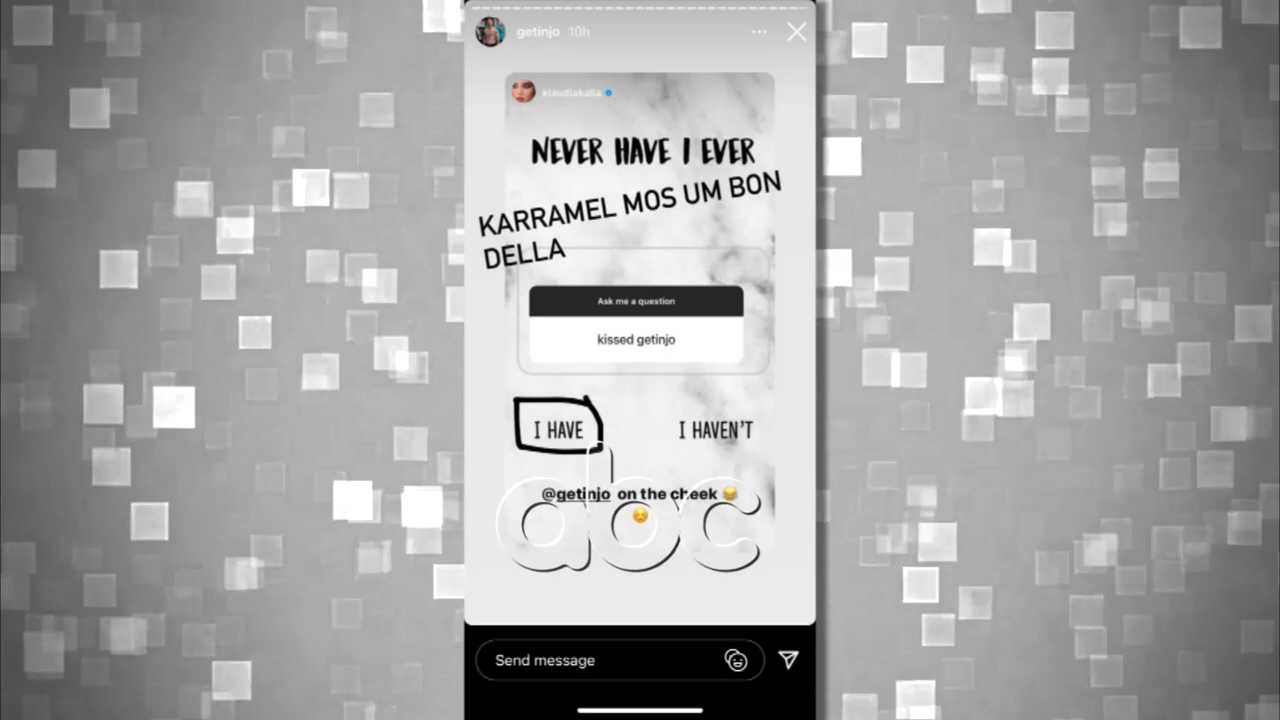 getinjo 10h
klaudiakalia
NEVER HAVE I EVER
KARRAMEL MOS UM BON
DELLA
Ask me a question
kissed getinjo
I HAVE I HAVEN'T
@getinjo on the cheek
abc
Send message